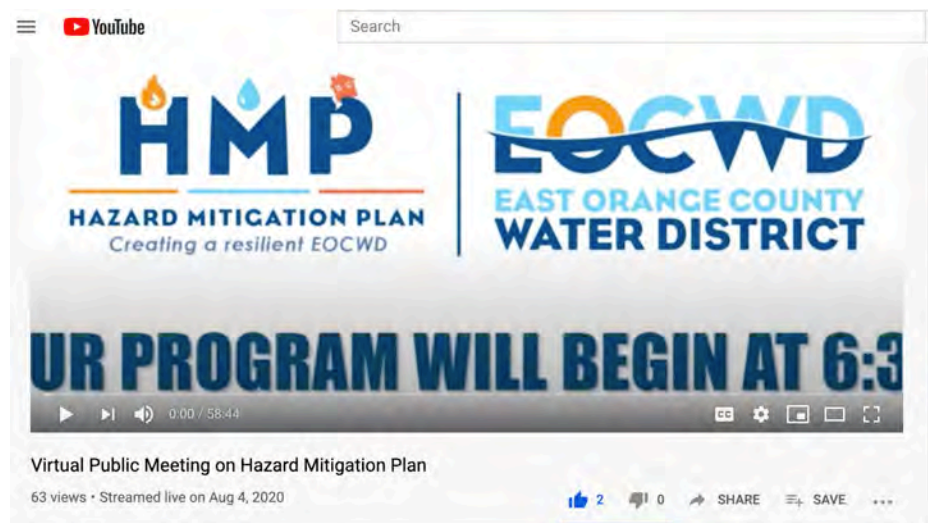 YouTube
Search
HMP
HAZARD MITIGATION PLAN
Creating a resilient EOCWD
EOCWD
EAST ORANGE COUNTY
WATER DISTRICT
UR PROGRAM WILL BEGIN AT 6:3
0:00 / 58:44
CC
Virtual Public Meeting on Hazard Mitigation Plan
63 views • Streamed live on Aug 4, 2020
2 0 SHARE SAVE